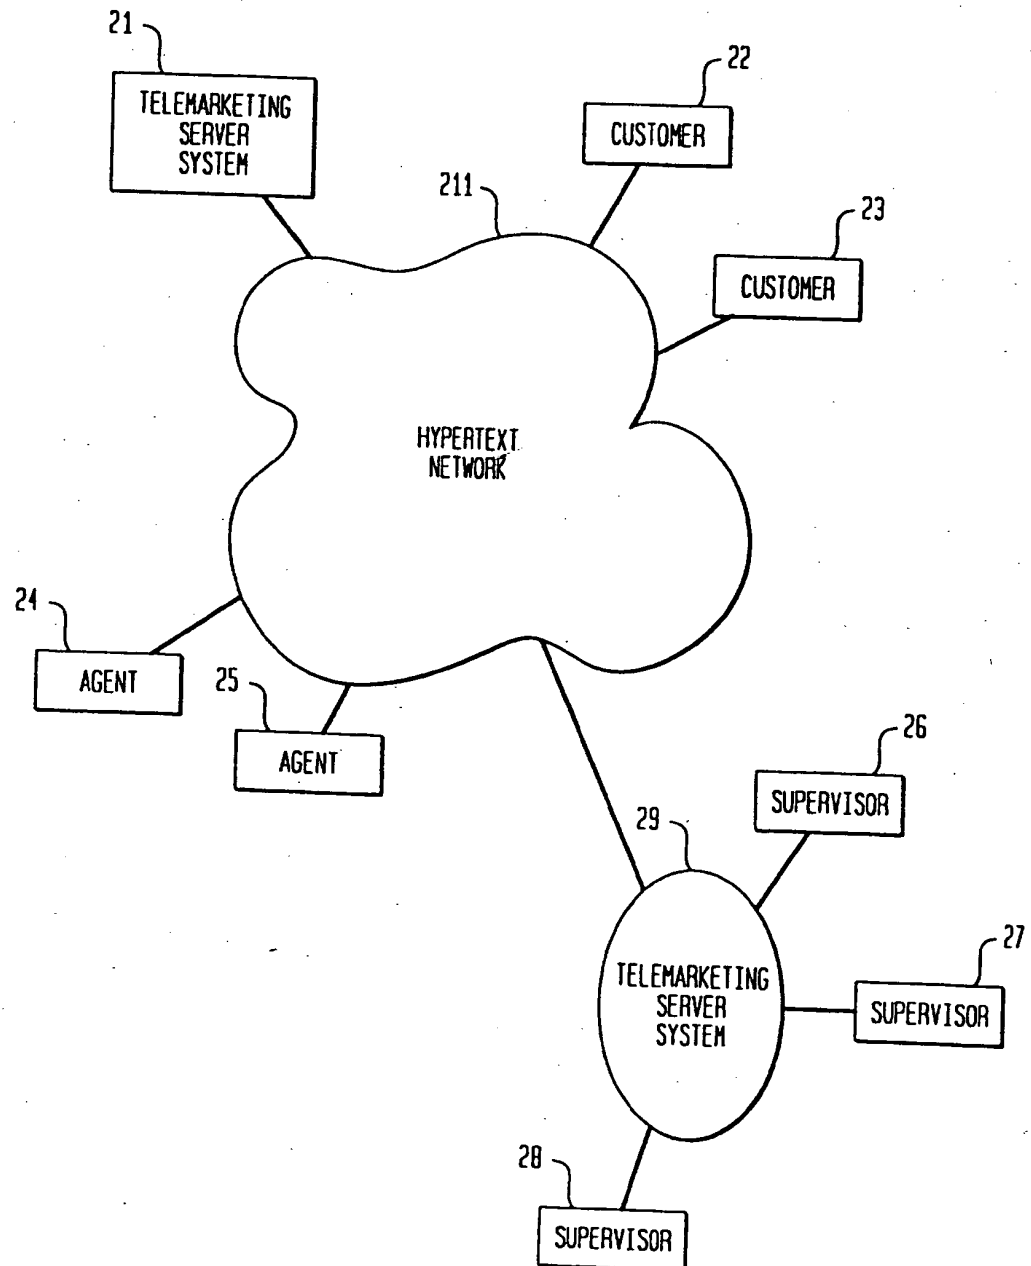 21
TELEMARKETING
SERVER
SYSTEM
22
CUSTOMER
211
23
CUSTOMER
HYPERTEXT
NETWORK
24
AGENT
25
AGENT
26
SUPERVISOR
29
TELEMARKETING
SERVER
SYSTEM
27
SUPERVISOR
28
SUPERVISOR